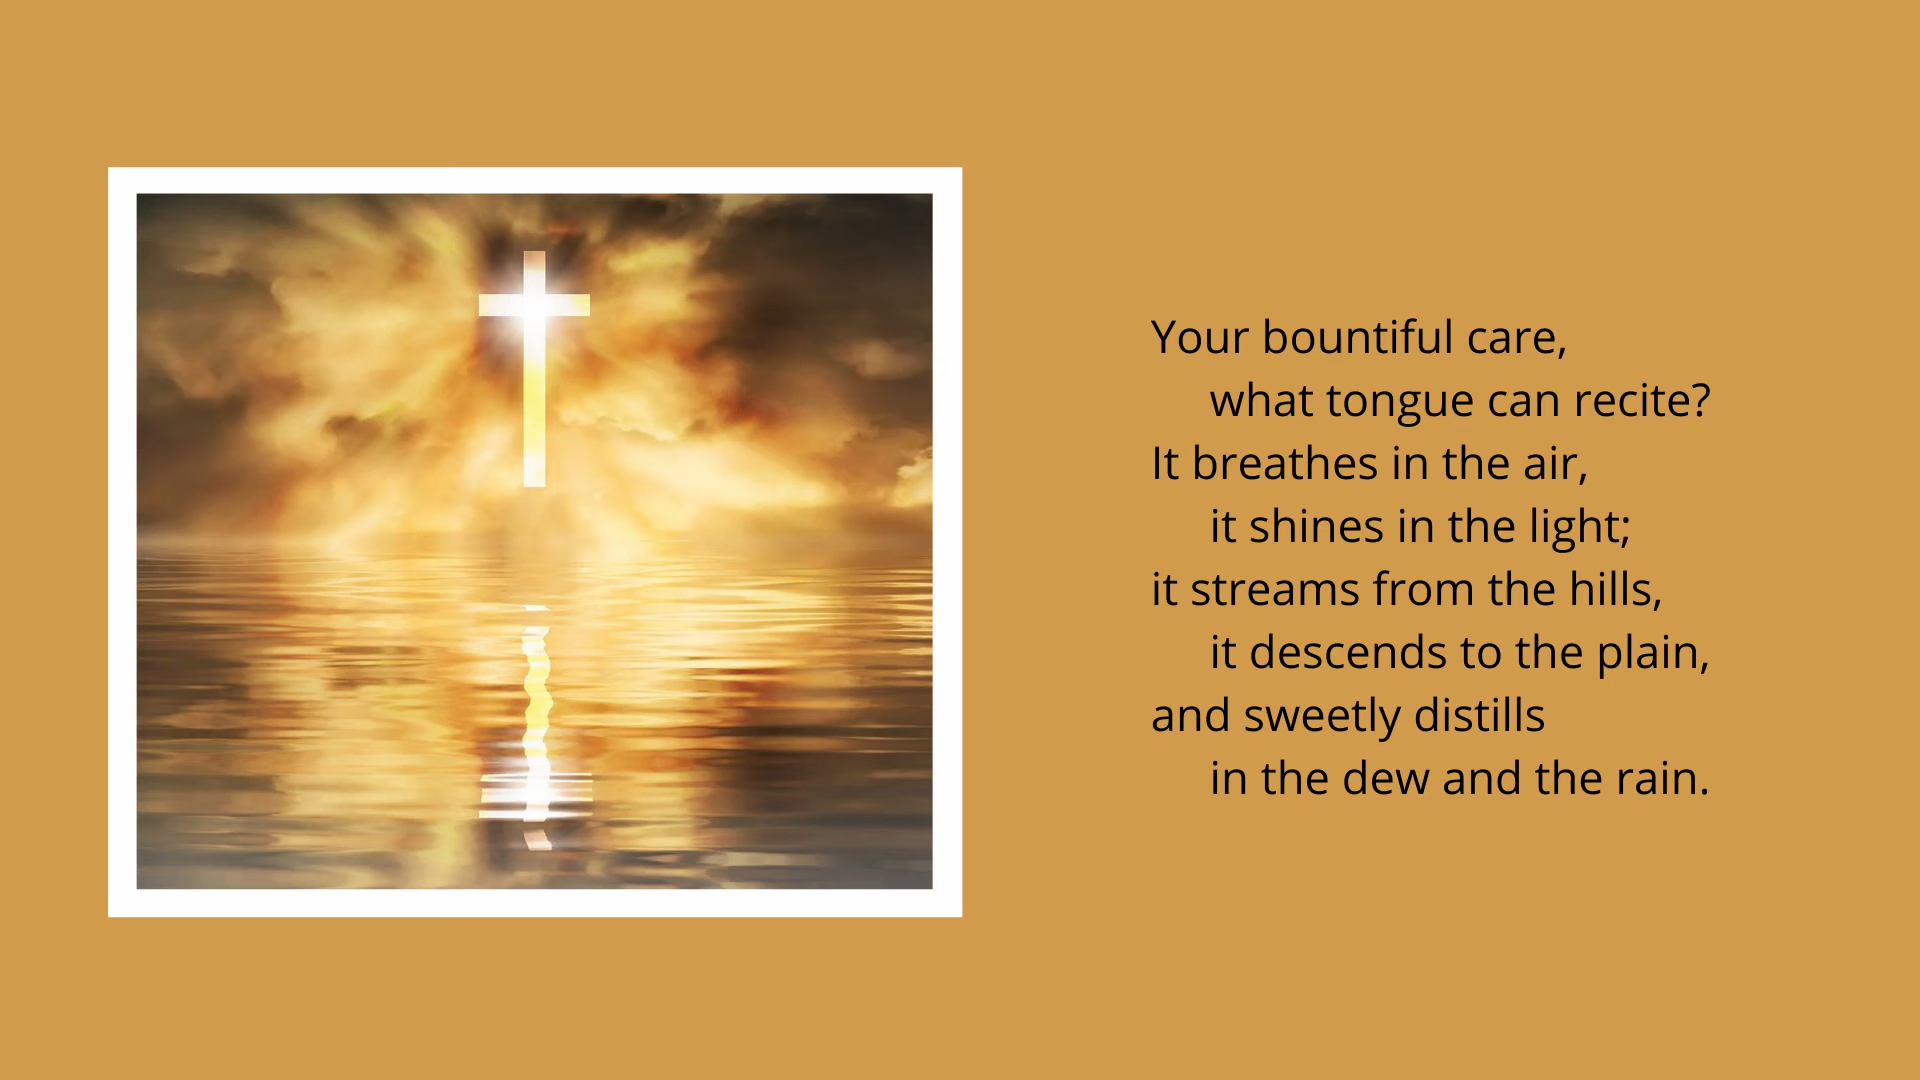 Your bountiful care,
what tongue can recite?
It breathes in the air,
it shines in the light;
it streams from the hills,
it descends to the plain,
and sweetly distills
in the dew and the rain.